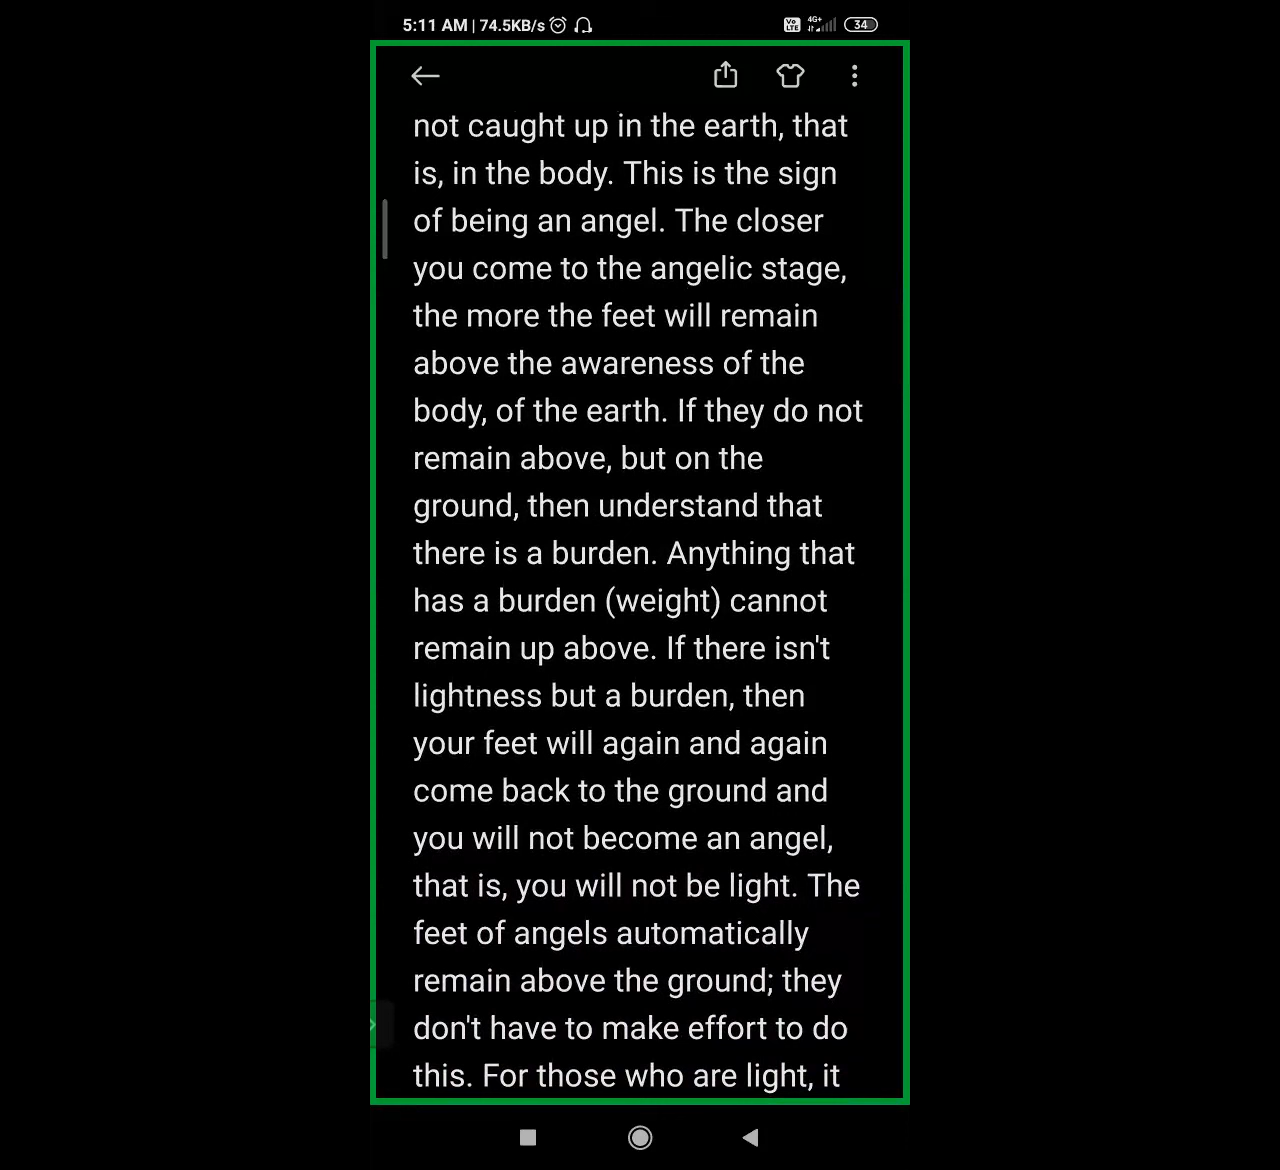 5:11 AM | 74.5KB/s Vo LTE 4G+ 34
not caught up in the earth, that
is, in the body. This is the sign
of being an angel. The closer
you come to the angelic stage,
the more the feet will remain
above the awareness of the
body, of the earth. If they do not
remain above, but on the
ground, then understand that
there is a burden. Anything that
has a burden (weight) cannot
remain up above. If there isn't
lightness but a burden, then
your feet will again and again
come back to the ground and
you will not become an angel,
that is, you will not be light. The
feet of angels automatically
remain above the ground; they
don't have to make effort to do
this. For those who are light, it